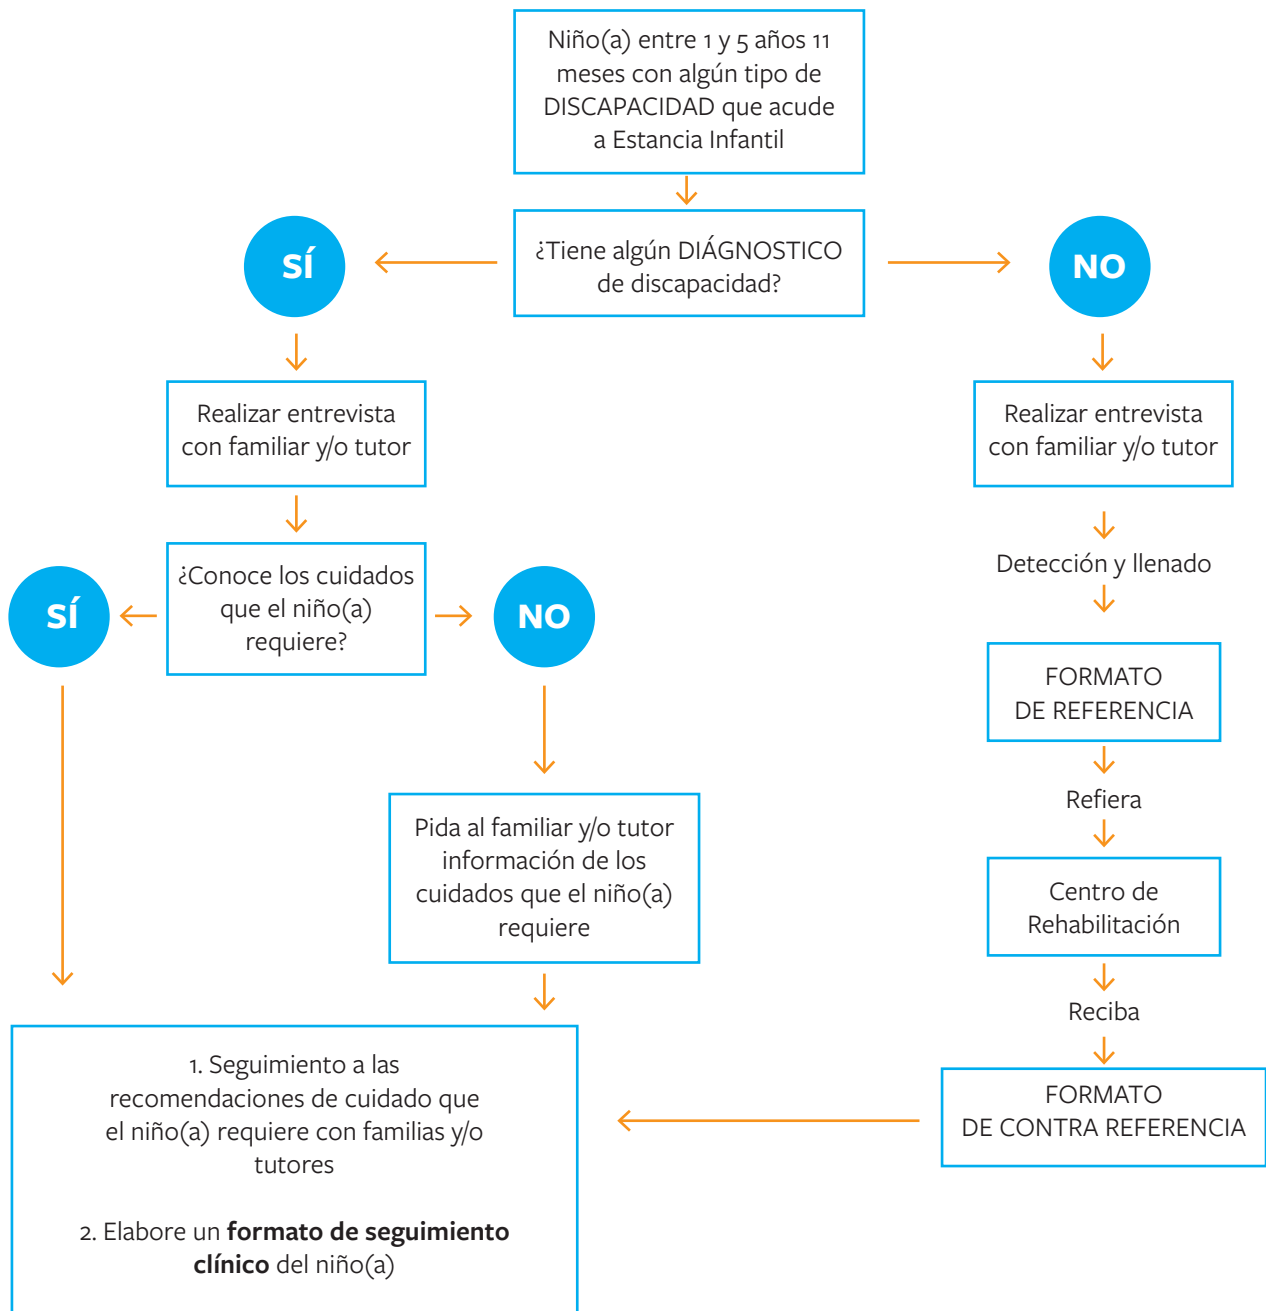 Niño(a) entre 1 y 5 años 11
meses con algún tipo de
DISCAPACIDAD que acude
a Estancia Infantil
¿Tiene algún DIÁGNOSTICO
de discapacidad?
SÍ
NO
Realizar entrevista
con familiar y/o tutor
Realizar entrevista
con familiar y/o tutor
¿Conoce los cuidados
que el niño(a)
requiere?
SÍ
NO
Detección y llenado
FORMATO
DE REFERENCIA
Refiera
Pida al familiar y/o tutor
información de los
cuidados que el niño(a)
requiere
Centro de
Rehabilitación
Reciba
FORMATO
DE CONTRA REFERENCIA
1. Seguimiento a las
recomendaciones de cuidado que
el niño(a) requiere con familias y/o
tutores
2. Elabore un formato de seguimiento
clínico del niño(a)